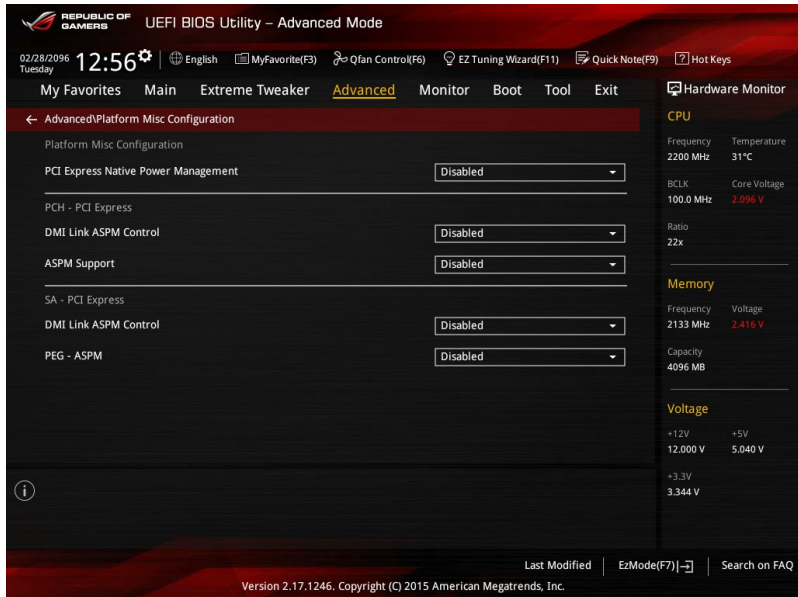 REPUBLIC OF
GAMERS
UEFI BIOS Utility – Advanced Mode
02/28/2096
Tuesday
12:56
English
MyFavorite(F3)
Qfan Control(F6)
EZ Tuning Wizard(F11)
Quick Note(F9)
Hot Keys
My Favorites
Main
Extreme Tweaker
Advanced
Monitor
Boot
Tool
Exit
Hardware Monitor
Advanced\Platform Misc Configuration
Platform Misc Configuration
PCI Express Native Power Management Disabled
PCH - PCI Express
DMI Link ASPM Control Disabled
ASPM Support Disabled
SA - PCI Express
DMI Link ASPM Control Disabled
PEG - ASPM Disabled
CPU
Frequency Temperature
2200 MHz 31°C
BCLK Core Voltage
100.0 MHz 2.096 V
Ratio
22x
Memory
Frequency Voltage
2133 MHz 2.416 V
Capacity
4096 MB
Voltage
+12V +5V
12.000 V 5.040 V
+3.3V
3.344 V
Last Modified
EzMode(F7)
Search on FAQ
Version 2.17.1246. Copyright (C) 2015 American Megatrends, Inc.